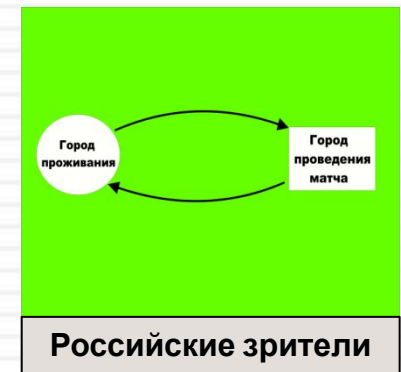 Город
проживания
Город
проведения
матча
Российские зрители